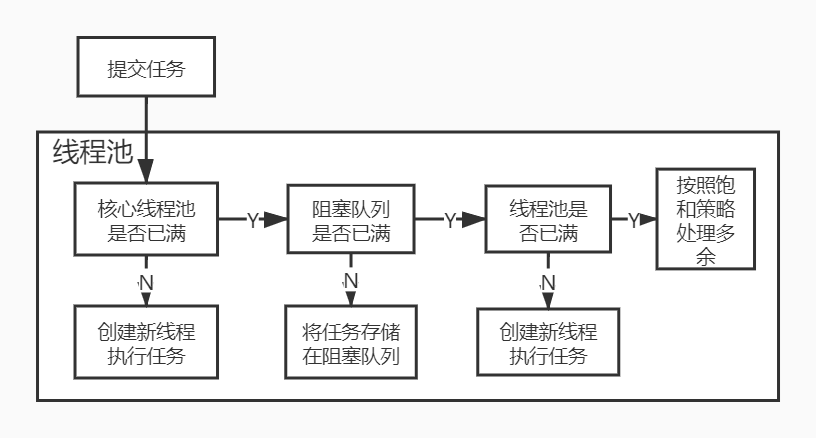 提交任务
线程池
核心线程池
是否已满
Y
阻塞队列
是否已满
Y
线程池是
否已满
Y
按照饱
和策略
处理多
余
N
N
N
创建新线程
执行任务
将任务存储
在阻塞队列
创建新线程
执行任务